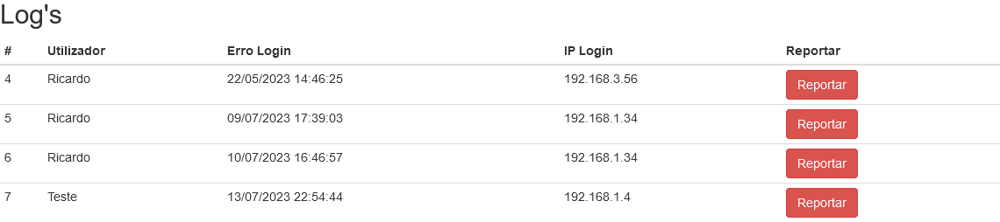 Log's
# Utilizador Erro Login IP Login Reportar
4 Ricardo 22/05/2023 14:46:25 192.168.3.56 Reportar
5 Ricardo 09/07/2023 17:39:03 192.168.1.34 Reportar
6 Ricardo 10/07/2023 16:46:57 192.168.1.34 Reportar
7 Teste 13/07/2023 22:54:44 192.168.1.4 Reportar